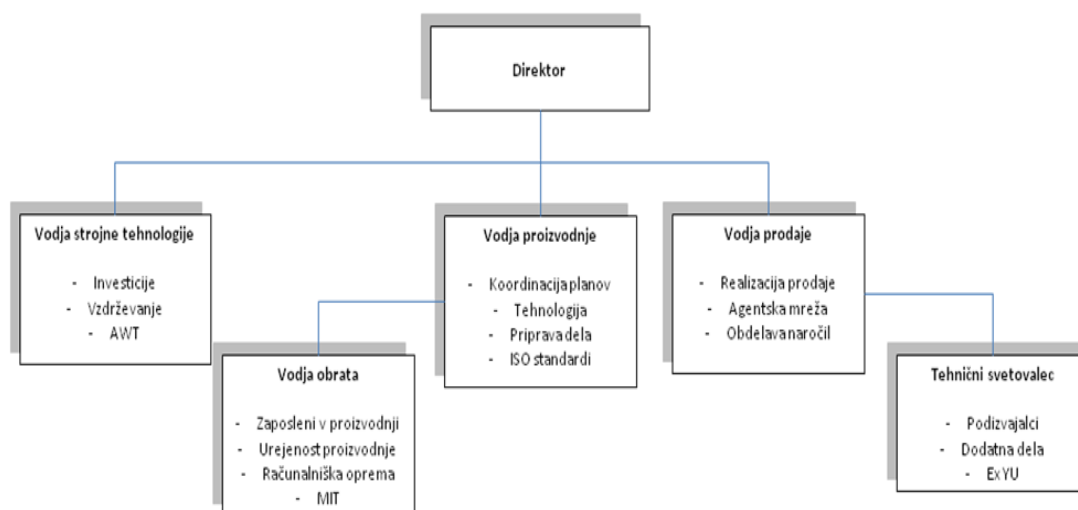 Direktor
Vodja strojne tehnologije
- Investicije
- Vzdrževanje
- AWT
Vodja proizvodnje
- Koordinacija planov
- Tehnologija
- Priprava dela
- ISO standardi
Vodja prodaje
- Realizacija prodaje
- Agentska mreža
- Obdelava naročil
Vodja obrata
- Zaposleni v proizvodnji
- Urejenost proizvodnje
- Računalniška oprema
- MIT
Tehnični svetovalec
- Podizvajalci
- Dodatna dela
- Ex YU